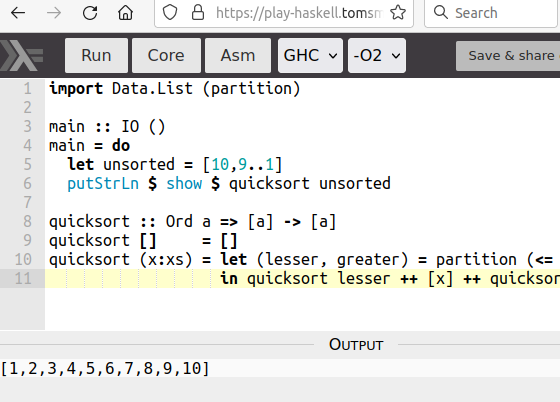 https://play-haskell.tomsm
Search
Run Core Asm GHC -O2 Save & share
1 import Data.List (partition)
2
3 main :: IO ()
4 main = do
5 let unsorted = [10,9..1]
6 putStrLn $ show $ quicksort unsorted
7
8 quicksort :: Ord a => [a] -> [a]
9 quicksort [] = []
10 quicksort (x:xs) = let (lesser, greater) = partition (<=
11 in quicksort lesser ++ [x] ++ quicksor
OUTPUT
[1,2,3,4,5,6,7,8,9,10]